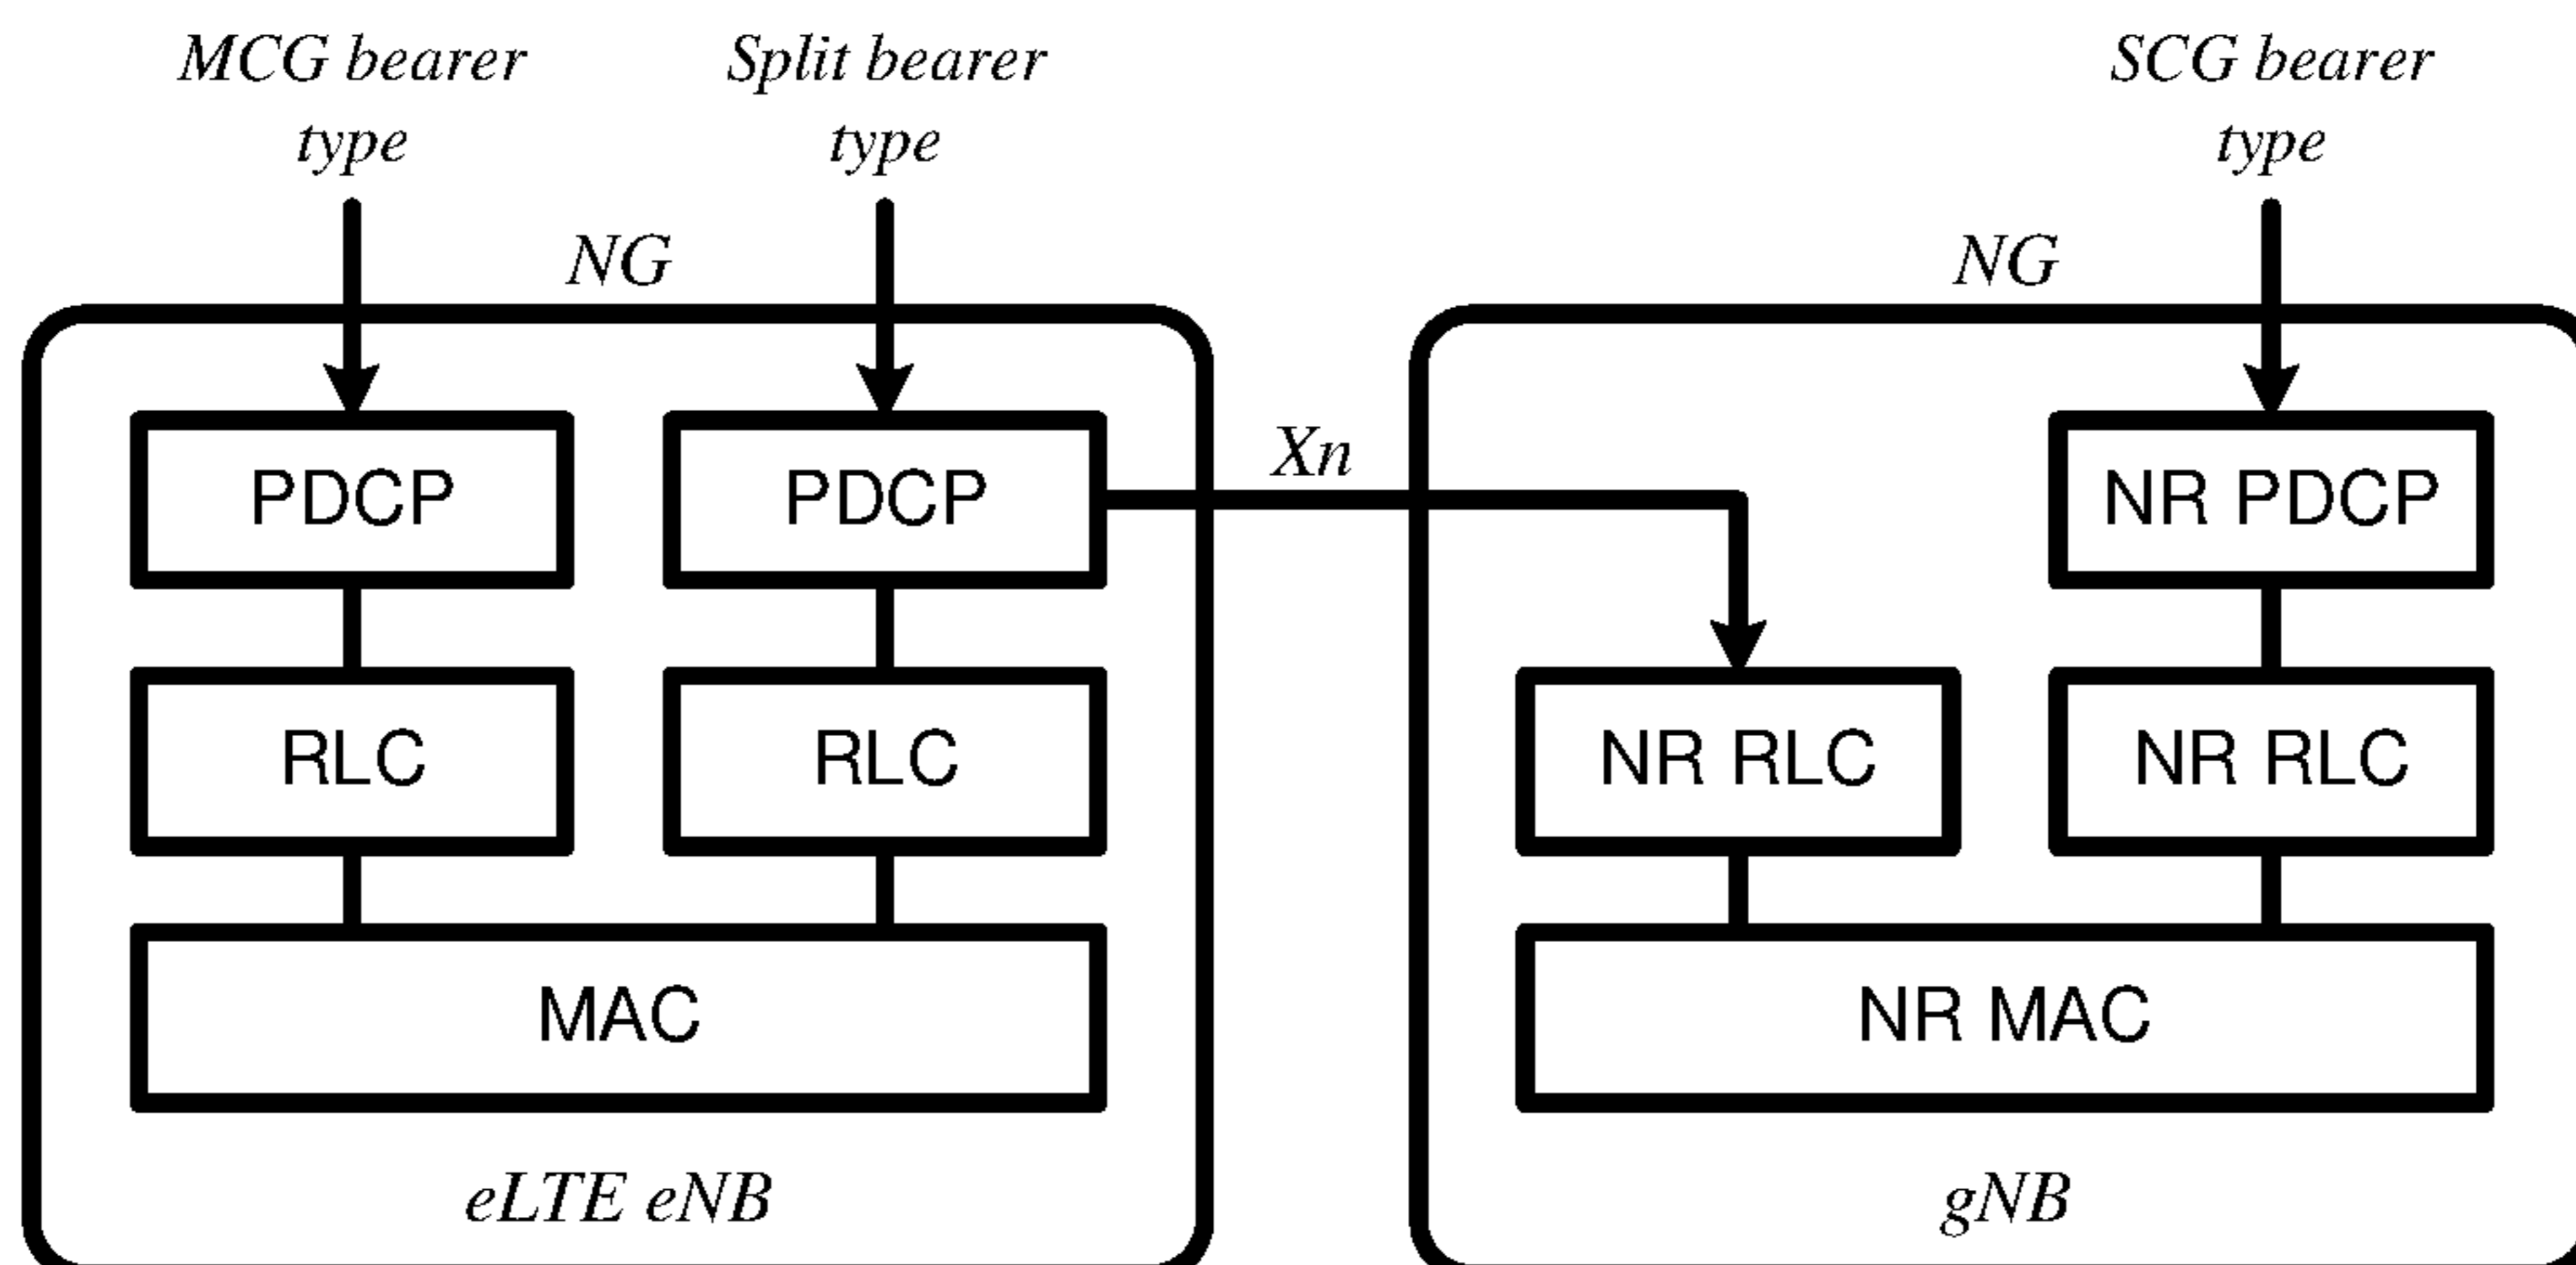 MCG bearer
type
Split bearer
type
SCG bearer
type
NG
NG
PDCP
PDCP
Xn
NR PDCP
RLC
RLC
NR RLC
NR RLC
MAC
NR MAC
eLTE eNB
gNB